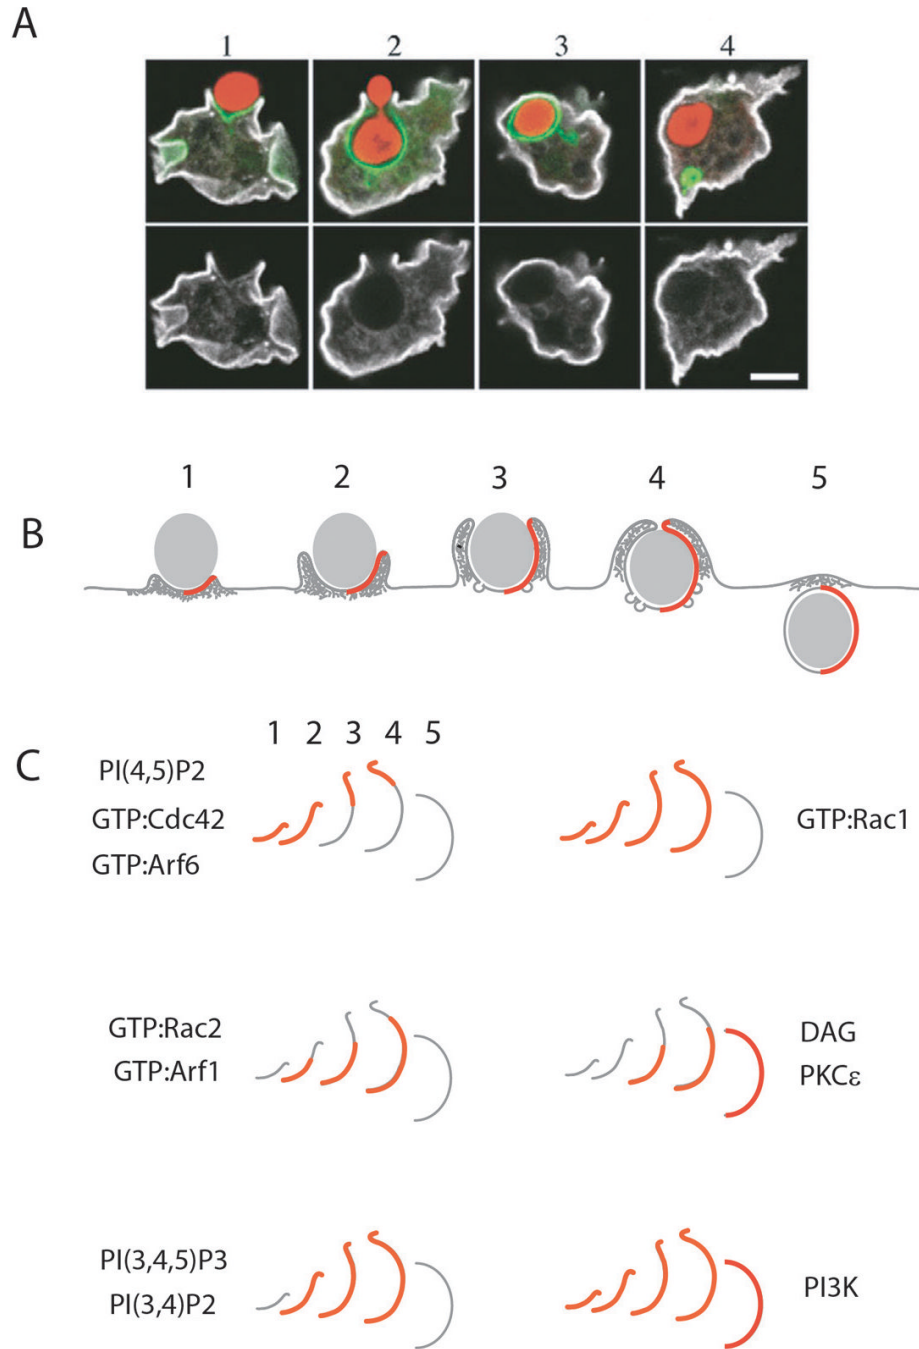 A
1 2 3 4
B
1 2 3 4 5
C
1 2 3 4 5
PI(4,5)P2
GTP:Cdc42
GTP:Arf6
GTP:Rac1
GTP:Rac2
GTP:Arf1
DAG
PKCε
PI(3,4,5)P3
PI(3,4)P2
PI3K